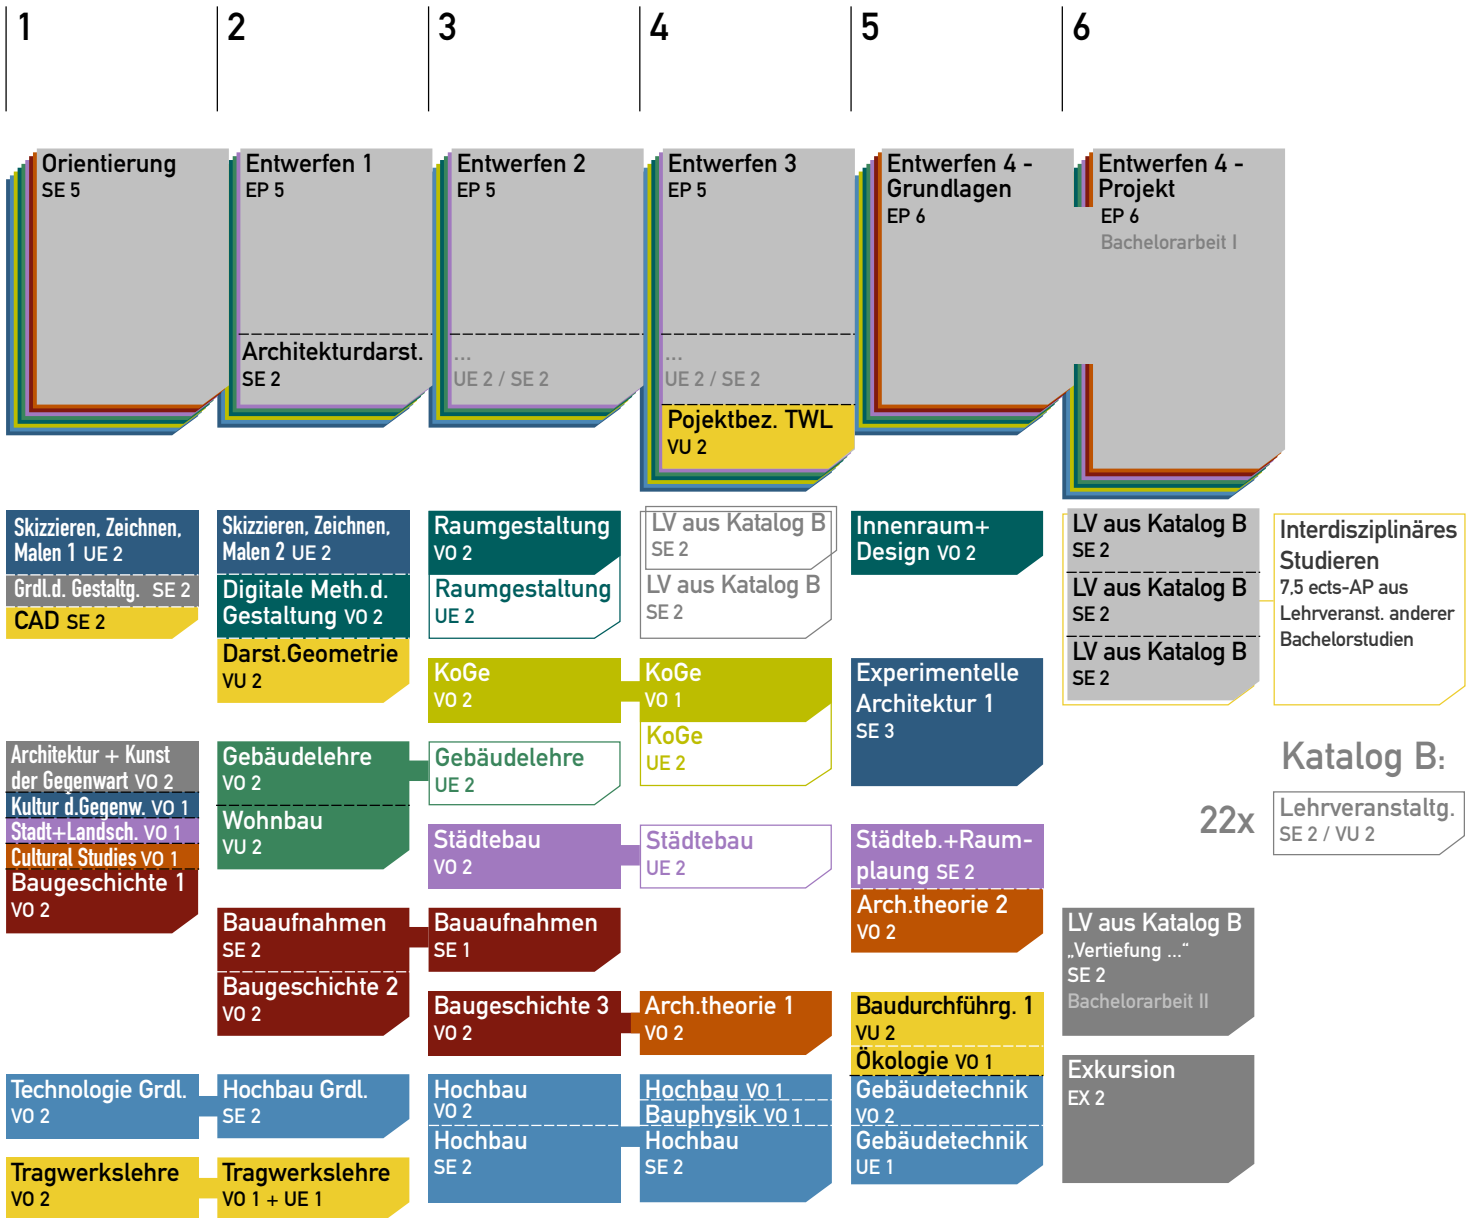 1
2
3
4
5
6
Orientierung
SE 5
Entwerfen 1
EP 5
Architekturdarst.
SE 2
Entwerfen 2
EP 5
...
UE 2 / SE 2
Entwerfen 3
EP 5
...
UE 2 / SE 2
Pojektbez. TWL
VU 2
Entwerfen 4 -
Grundlagen
EP 6
Entwerfen 4 -
Projekt
EP 6
Bachelorarbeit I
Skizzieren, Zeichnen,
Malen 1 UE 2
Grdl.d. Gestaltg. SE 2
CAD SE 2
Skizzieren, Zeichnen,
Malen 2 UE 2
Digitale Meth.d.
Gestaltung VO 2
Darst.Geometrie
VU 2
Raumgestaltung
VO 2
Raumgestaltung
UE 2
LV aus Katalog B
SE 2
LV aus Katalog B
SE 2
Innenraum+
Design VO 2
LV aus Katalog B
SE 2
LV aus Katalog B
SE 2
LV aus Katalog B
SE 2
Interdisziplinäres
Studieren
7,5 ects-AP aus
Lehrveranst. anderer
Bachelorstudien
KoGe
VO 2
KoGe
VO 1
KoGe
UE 2
Experimentelle
Architektur 1
SE 3
Architektur + Kunst
der Gegenwart VO 2
Kultur d.Gegenw. VO 1
Stadt+Landsch. VO 1
Cultural Studies VO 1
Baugeschichte 1
VO 2
Gebäudelehre
VO 2
Wohnbau
VU 2
Gebäudelehre
UE 2
Städtebau
VO 2
Städtebau
UE 2
Städteb.+Raum-
plaung SE 2
Arch.theorie 2
VO 2
Katalog B:
22x
Lehrveranstaltg.
SE 2 / VU 2
Bauaufnahmen
SE 2
Baugeschichte 2
VO 2
Bauaufnahmen
SE 1
Baugeschichte 3
VO 2
Arch.theorie 1
VO 2
Baudurchführg. 1
VU 2
Ökologie VO 1
Gebäudetechnik
VO 2
Gebäudetechnik
UE 1
LV aus Katalog B
„Vertiefung ...“
SE 2
Bachelorarbeit II
Exkursion
EX 2
Technologie Grdl.
VO 2
Hochbau Grdl.
SE 2
Hochbau
VO 2
Hochbau
SE 2
Hochbau VO 1
Bauphysik VO 1
Hochbau
SE 2
Tragwerkslehre
VO 2
Tragwerkslehre
VO 1 + UE 1